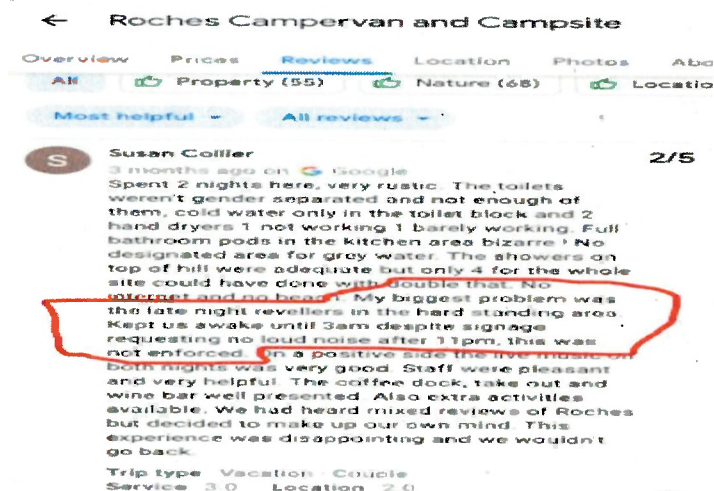 ← Roches Campervan and Campsite
Overview Prices Reviews Location Photos Abo
All Property (55) Nature (68) Locatio
Most helpful All reviews
S Susan Collier 2/5
3 months ago on Google
Spent 2 nights here, very rustic. The toilets
weren't gender separated and not enough of
them, cold water only in the toilet block and 2
hand dryers 1 not working 1 barely working. Full
bathroom pods in the kitchen area bizarre ! No
designated area for grey water. The showers on
top of hill were adequate but only 4 for the whole
site could have done with double that. No
internet and no beach. My biggest problem was
the late night revellers in the hard standing area.
Kept us awake until 3am despite signage
requesting no loud noise after 11pm, this was
not enforced. On a positive side the live music on
both nights was very good. Staff were pleasant
and very helpful. The coffee dock, take out and
wine bar well presented. Also extra activities
available. We had heard mixed reviews of Roches
but decided to make up our own mind. This
experience was disappointing and we wouldn't
go back.
Trip type Vacation Couple
Service 3.0 Location 2.0